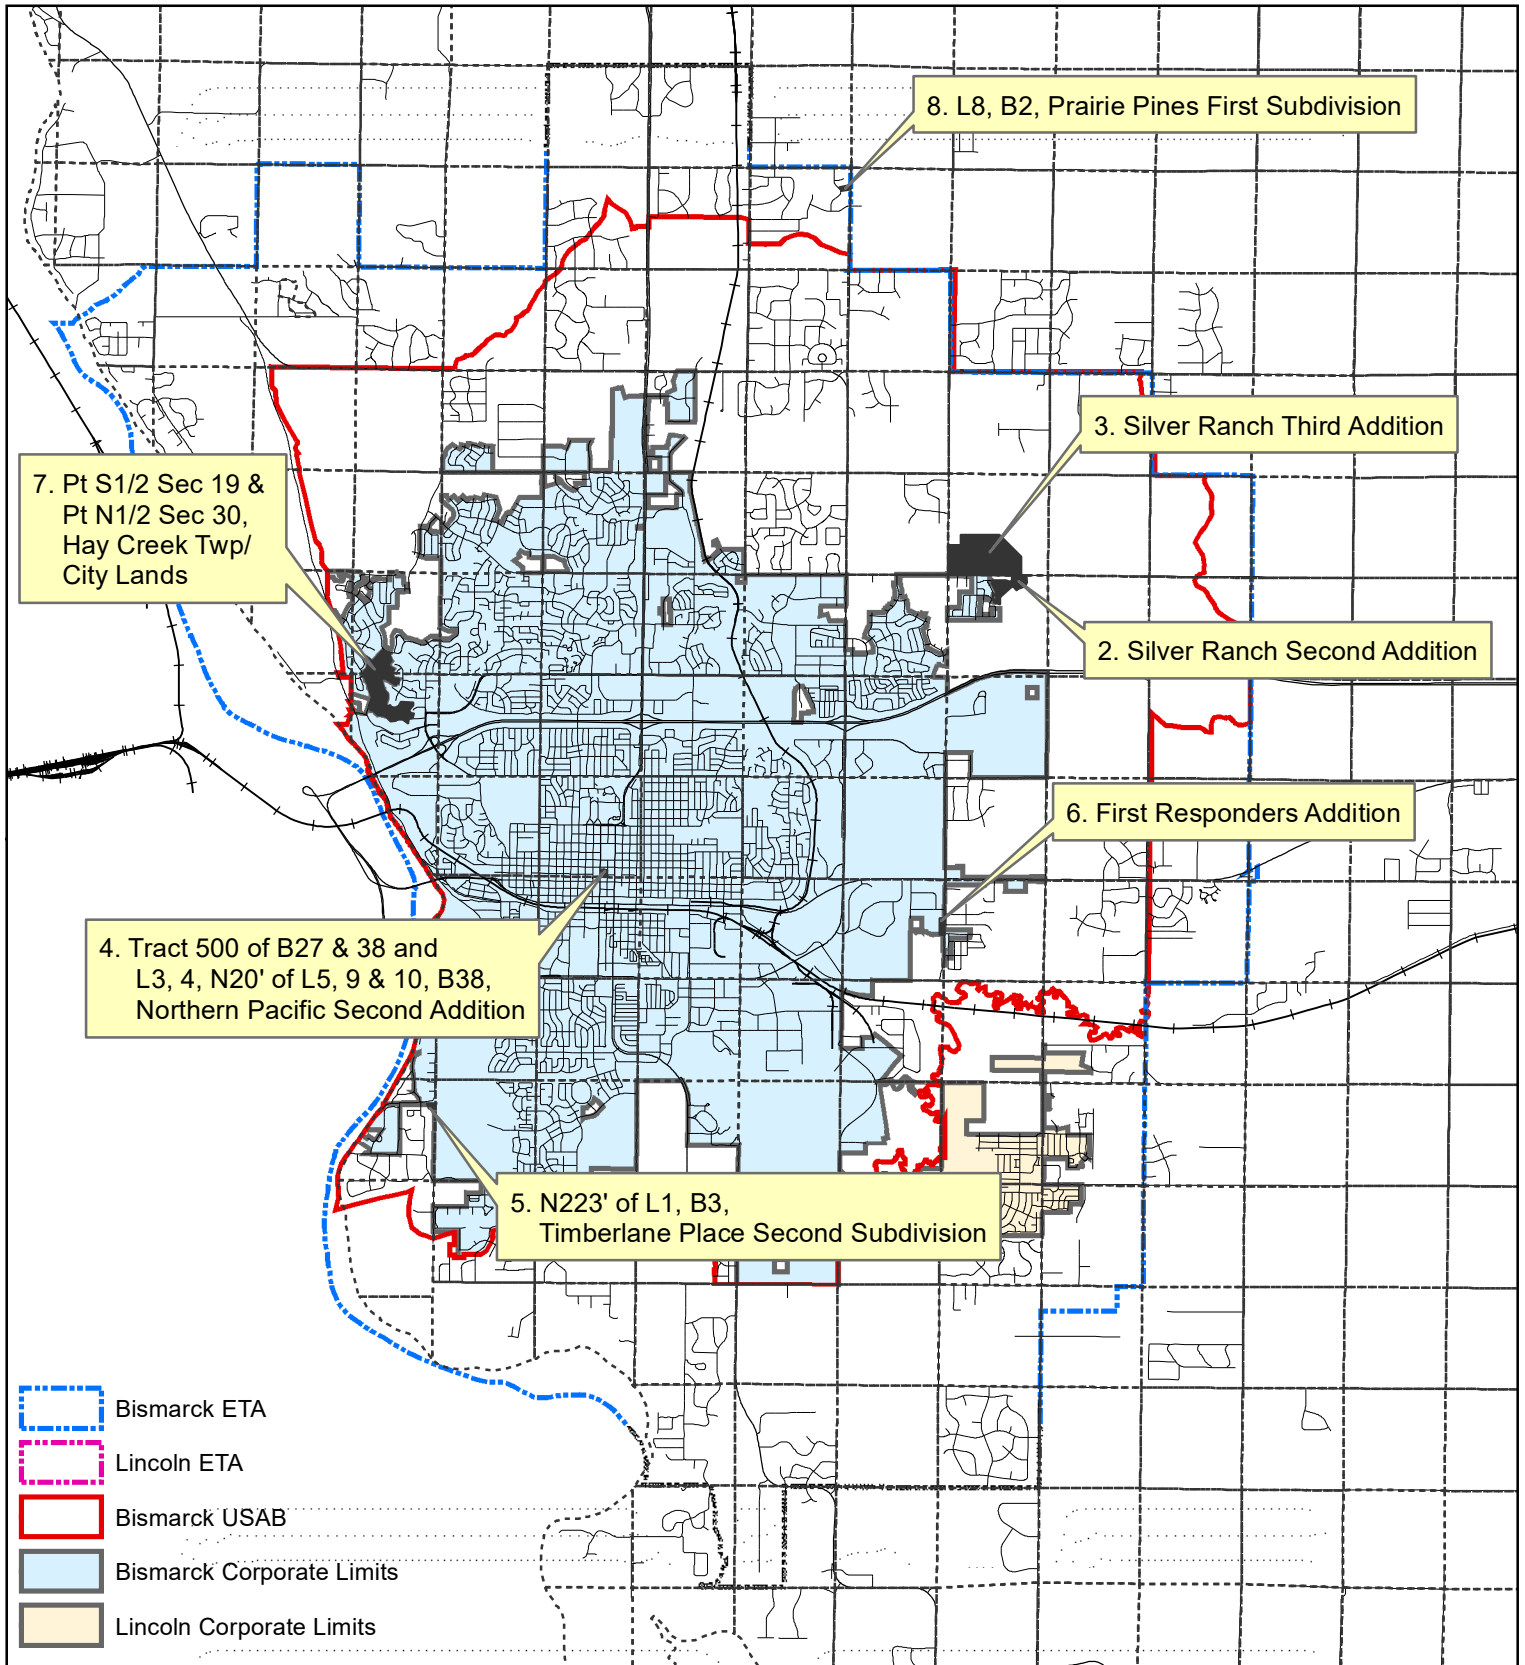 8. L8, B2, Prairie Pines First Subdivision
3. Silver Ranch Third Addition
7. Pt S1/2 Sec 19 &
Pt N1/2 Sec 30,
Hay Creek Twp/
City Lands
2. Silver Ranch Second Addition
6. First Responders Addition
4. Tract 500 of B27 & 38 and
L3, 4, N20' of L5, 9 & 10, B38,
Northern Pacific Second Addition
5. N223' of L1, B3,
Timberlane Place Second Subdivision
Bismarck ETA
Lincoln ETA
Bismarck USAB
Bismarck Corporate Limits
Lincoln Corporate Limits